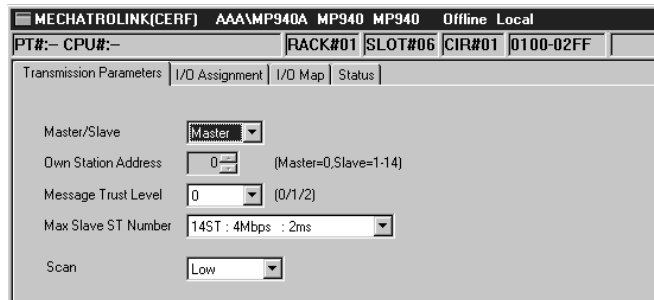 MECHATROLINK(CERF) AAA\MP940A MP940 MP940 Offline Local
PT#:– CPU#:– RACK#01 SLOT#06 CIR#01 0100-02FF
Transmission Parameters I/O Assignment I/O Map Status
Master/Slave Master
Own Station Address 0 (Master=0,Slave=1-14)
Message Trust Level 0 (0/1/2)
Max Slave ST Number 14ST : 4Mbps : 2ms
Scan Low